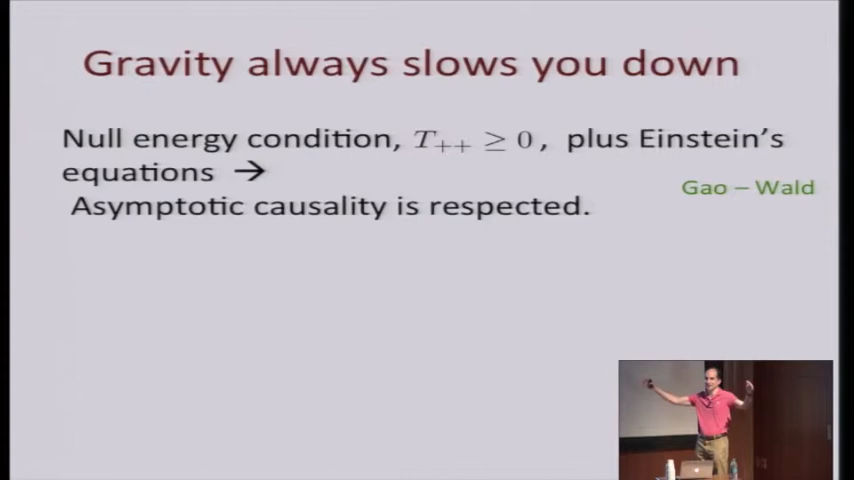 Gravity always slows you down
Null energy condition, T₊₊ ≥ 0 , plus Einstein's
equations →
Gao – Wald
Asymptotic causality is respected.